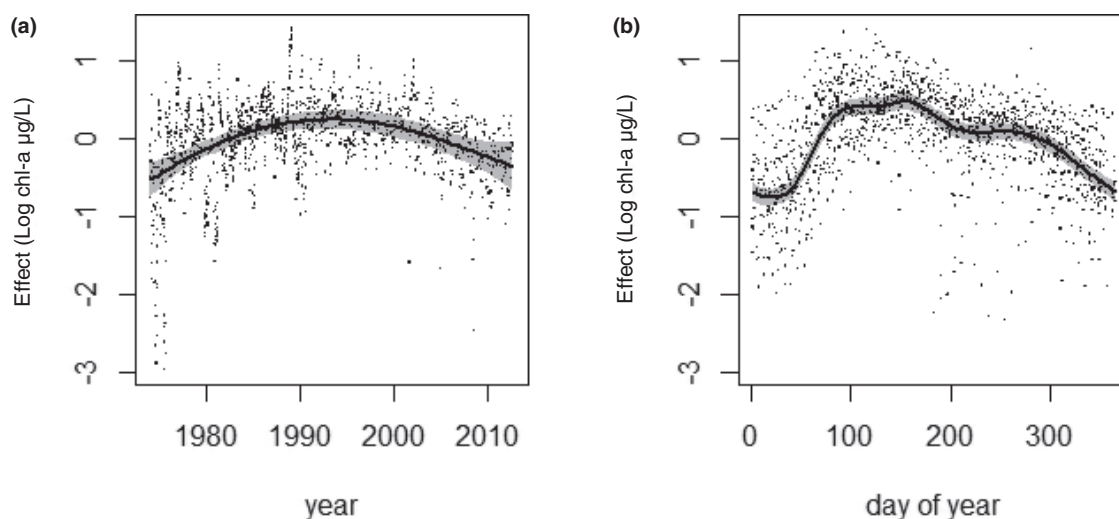 (a)
Effect (Log chl-a µg/L)
1
0
-1
-2
-3
1980 1990 2000 2010
year
(b)
Effect (Log chl-a µg/L)
1
0
-1
-2
-3
0 100 200 300
day of year